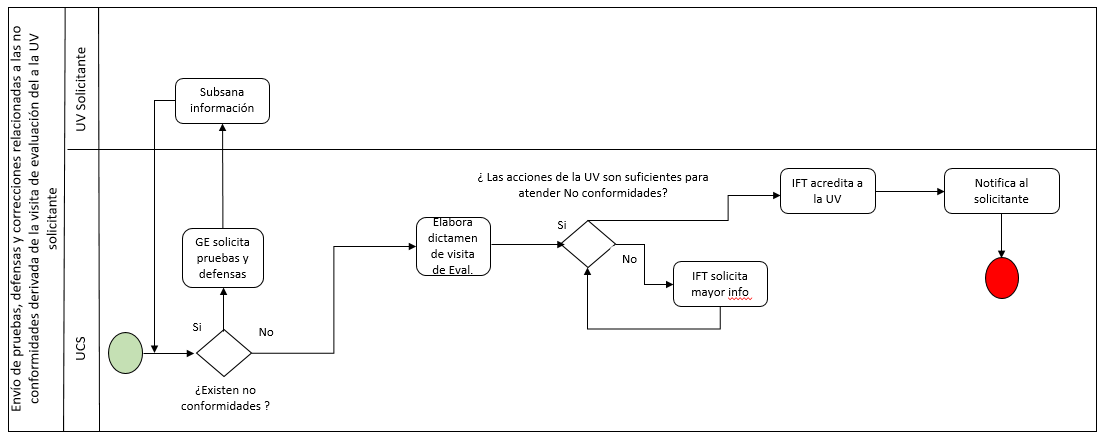 Envío de pruebas, defensas y correcciones relacionadas a las no
conformidades derivada de la visita de evaluación del a la UV
solicitante
UV Solicitante
UCS
Subsana
información
GE solicita
pruebas y
defensas
Si
No
¿Existen no
conformidades ?
Elabora
dictamen
de visita
de Eval.
¿ Las acciones de la UV son suficientes para
atender No conformidades?
Si
No
IFT solicita
mayor info
IFT acredita a
la UV
Notifica al
solicitante